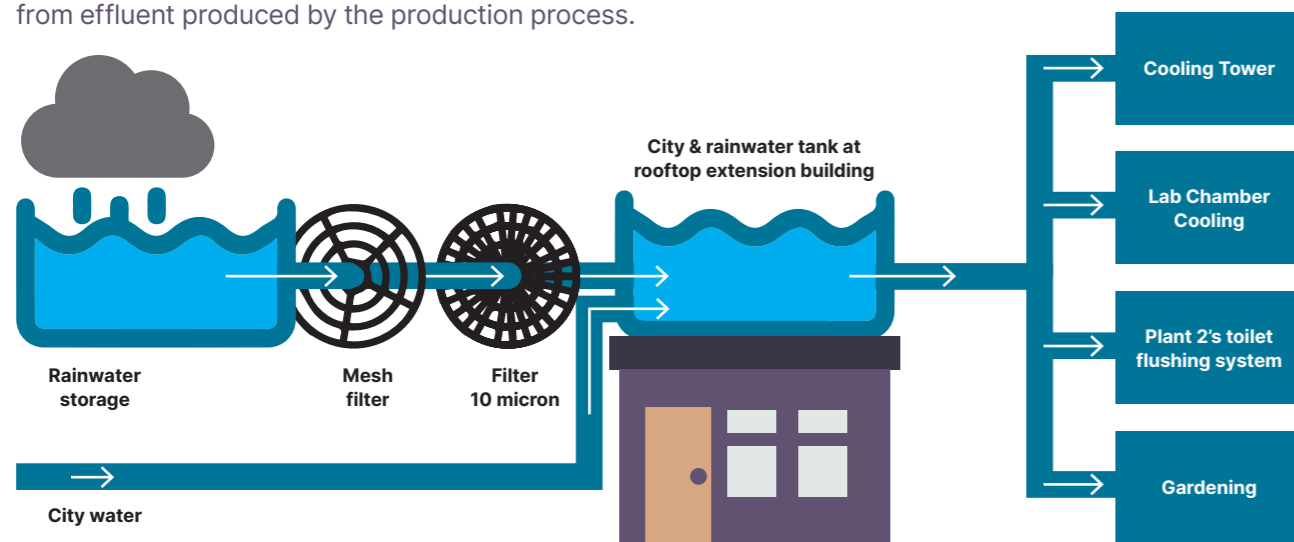 from effluent produced by the production process.
City & rainwater tank at
rooftop extension building
Rainwater
storage
Mesh
filter
Filter
10 micron
City water
Cooling Tower
Lab Chamber
Cooling
Plant 2’s toilet
flushing system
Gardening